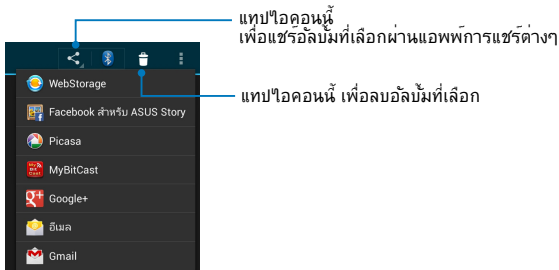 แทปไอคอนนี้
เพื่อแชร์อัลบั้มที่เลือกผ่านแอพพ์การแชร์ต่างๆ
แทปไอคอนนี้ เพื่อลบอัลบั้มที่เลือก
WebStorage
Facebook สำหรับ ASUS Story
Picasa
MyBitCast
Google+
อีเมล
Gmail